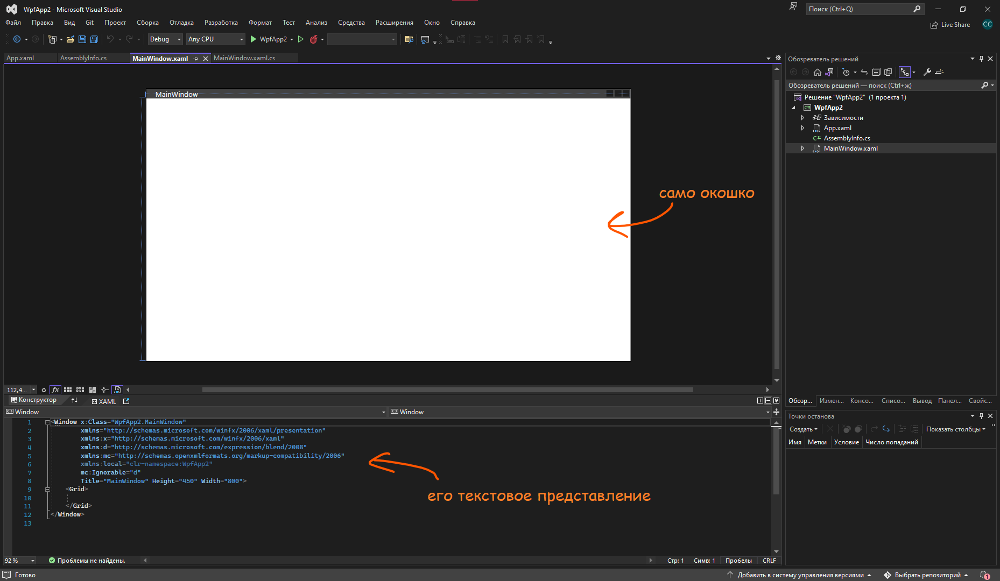 WpfApp2 - Microsoft Visual Studio
Поиск (Ctrl+Q)
Файл Правка Вид Git Проект Сборка Отладка Разработка Формат Тест Анализ Средства Расширения Окно Справка
Live Share CC
Debug Any CPU WpfApp2
App.xaml AssemblyInfo.cs MainWindow.xaml MainWindow.xaml.cs
MainWindow
само окошко
112,4...
Конструктор XAML
Window Window
1 <Window x:Class="WpfApp2.MainWindow"
2 xmlns="http://schemas.microsoft.com/winfx/2006/xaml/presentation"
3 xmlns:x="http://schemas.microsoft.com/winfx/2006/xaml"
4 xmlns:d="http://schemas.microsoft.com/expression/blend/2008"
5 xmlns:mc="http://schemas.openxmlformats.org/markup-compatibility/2006"
6 xmlns:local="clr-namespace:WpfApp2"
7 mc:Ignorable="d"
8 Title="MainWindow" Height="450" Width="800">
9 <Grid>
10
11 </Grid>
12 </Window>
13
его текстовое представление
92 % Проблемы не найдены. Стр: 1 Симв: 1 Пробелы CRLF
Обозреватель решений
Обозреватель решений — поиск (Ctrl+ж)
Решение "WpfApp2" (1 проекта 1)
C# WpfApp2
Зависимости
App.xaml
C# AssemblyInfo.cs
MainWindow.xaml
Обозр... Измен... Консо... Списо... Вывод Панел... Свойс...
Точки останова
Создать Показать столбцы
Имя Метки Условие Число попаданий
Готово Добавить в систему управления версиями Выбрать репозиторий 1